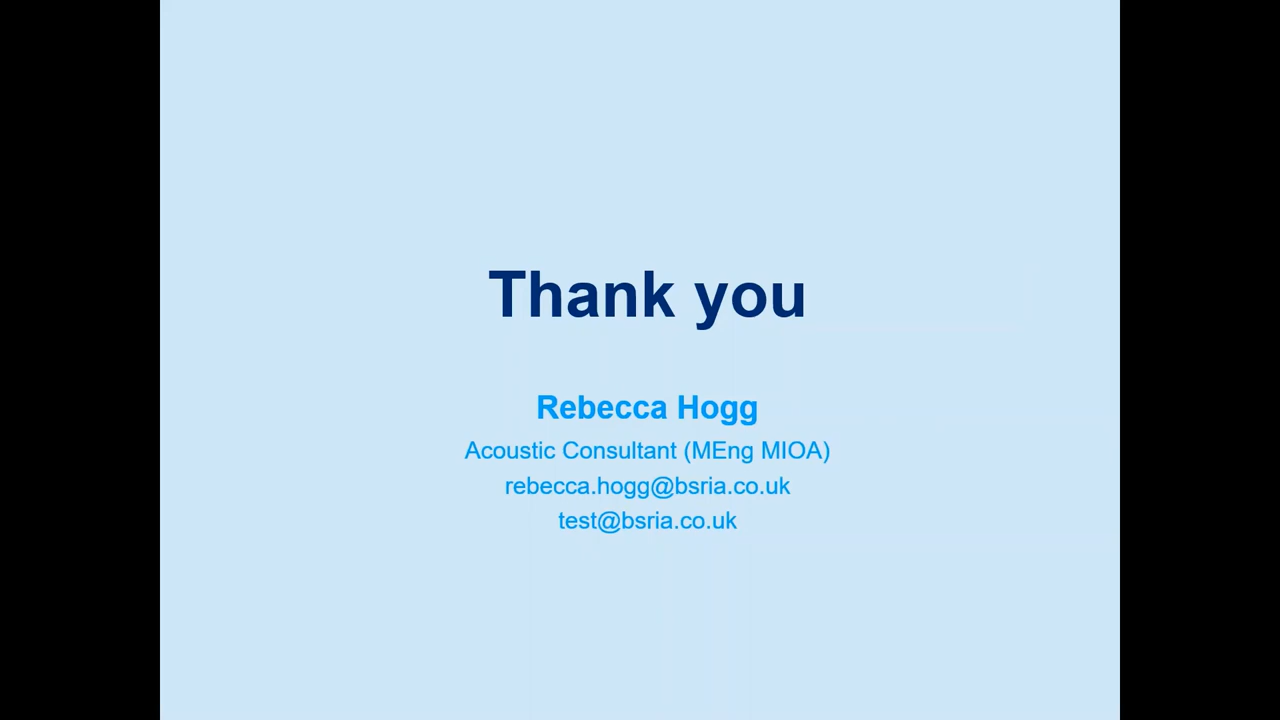 Thank you
Rebecca Hogg
Acoustic Consultant (MEng MIOA)
rebecca.hogg@bsria.co.uk
test@bsria.co.uk